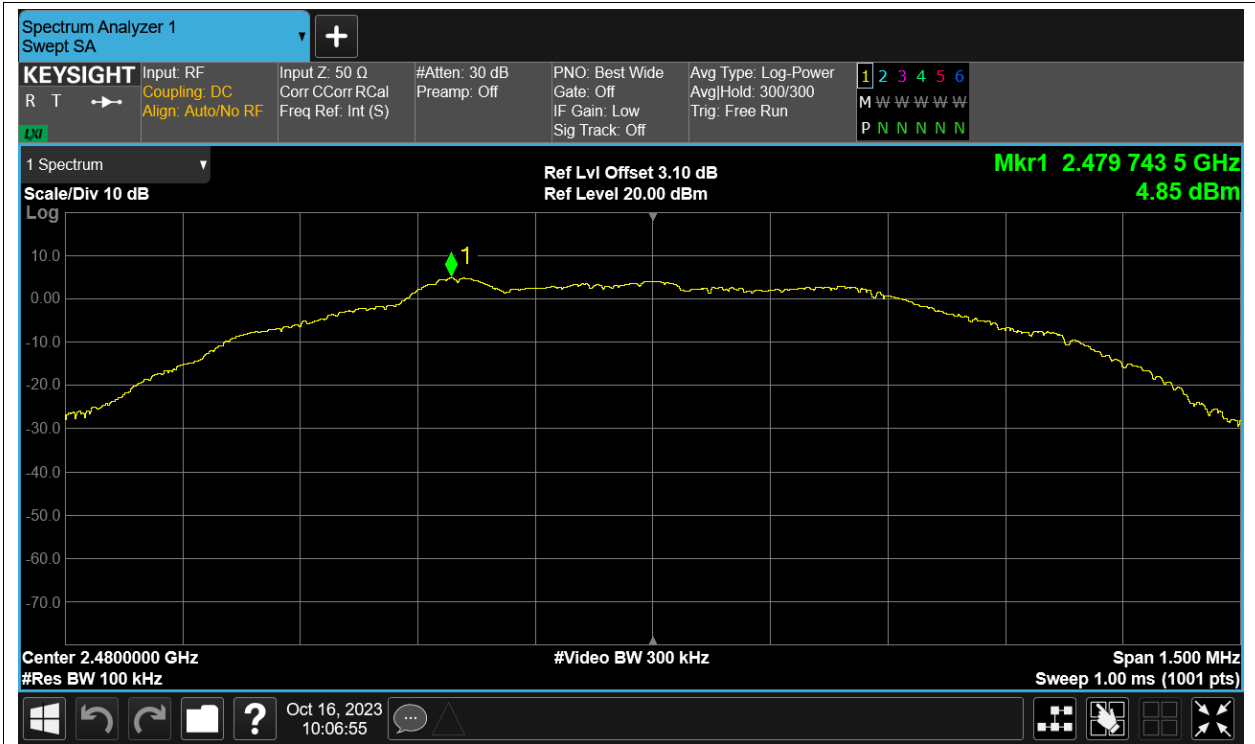 Spectrum Analyzer 1
Swept SA
KEYSIGHT
R T
LXI
Input: RF
Coupling: DC
Align: Auto/No RF
Input Z: 50 Ω
Corr CCorr RCal
Freq Ref: Int (S)
#Atten: 30 dB
Preamp: Off
PNO: Best Wide
Gate: Off
IF Gain: Low
Sig Track: Off
Avg Type: Log-Power
Avg|Hold: 300/300
Trig: Free Run
1 2 3 4 5 6
M W W W W W
P N N N N N
1 Spectrum
Scale/Div 10 dB
Log
Ref Lvl Offset 3.10 dB
Ref Level 20.00 dBm
Mkr1 2.479 743 5 GHz
4.85 dBm
1
10.0
0.00
-10.0
-20.0
-30.0
-40.0
-50.0
-60.0
-70.0
Center 2.4800000 GHz
#Res BW 100 kHz
#Video BW 300 kHz
Span 1.500 MHz
Sweep 1.00 ms (1001 pts)
?
Oct 16, 2023
10:06:55